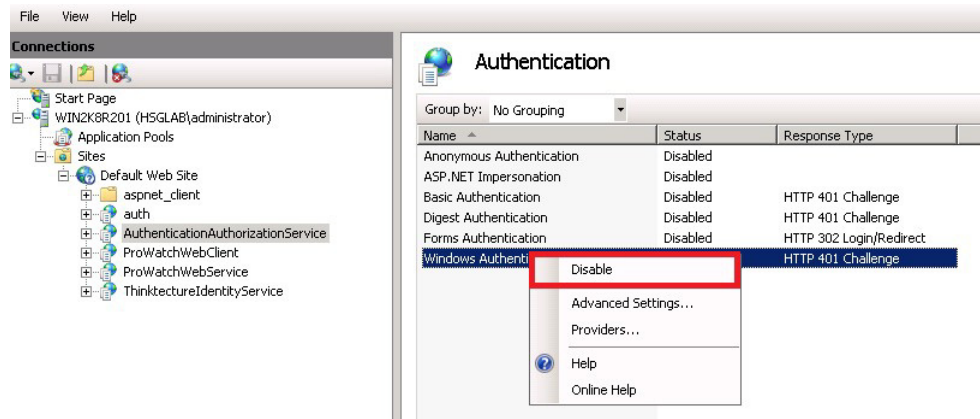 File View Help
Connections
Start Page
WIN2K8R201 (HSGLAB\administrator)
Application Pools
Sites
Default Web Site
aspnet_client
auth
AuthenticationAuthorizationService
ProWatchWebClient
ProWatchWebService
ThinktectureIdentityService
Authentication
Group by: No Grouping
Name Status Response Type
Anonymous Authentication Disabled
ASP.NET Impersonation Disabled
Basic Authentication Disabled HTTP 401 Challenge
Digest Authentication Disabled HTTP 401 Challenge
Forms Authentication Disabled HTTP 302 Login/Redirect
Windows Authenti HTTP 401 Challenge
Disable
Advanced Settings...
Providers...
Help
Online Help